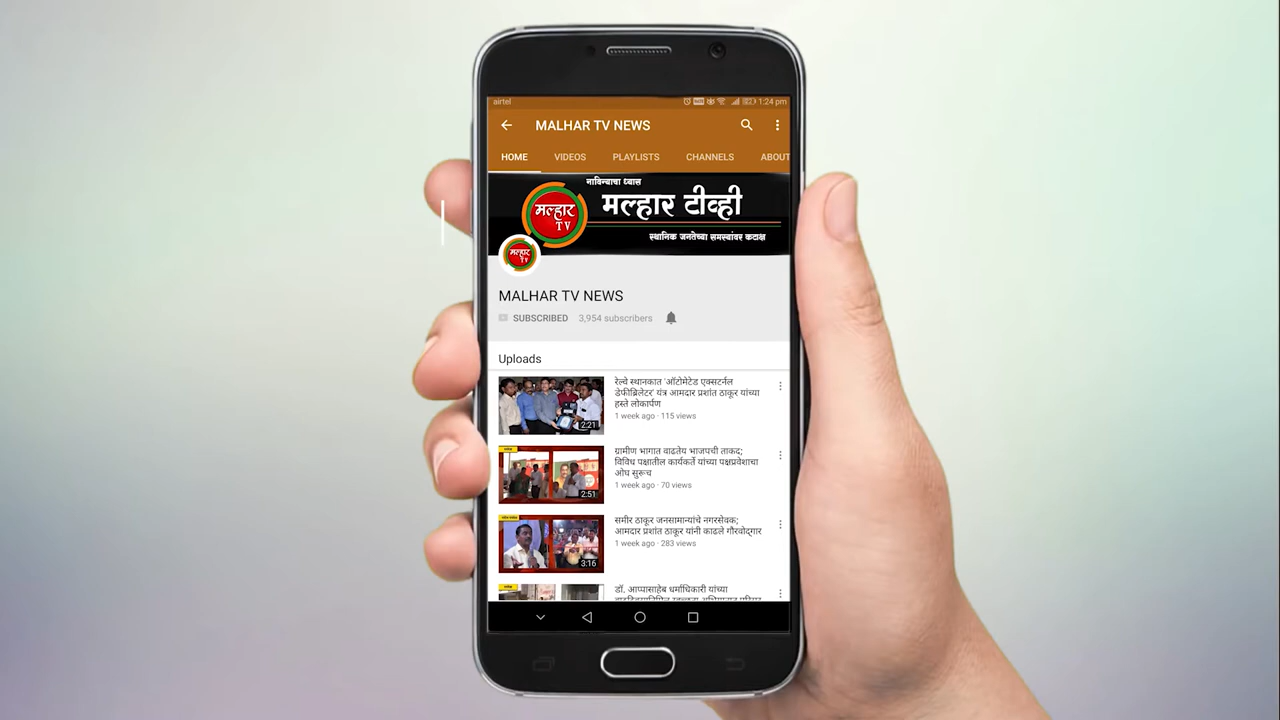 airtel 1:24 pm
MALHAR TV NEWS
HOME VIDEOS PLAYLISTS CHANNELS ABOUT
नाविन्याचा ध्यास
मल्हार टीव्ही
मल्हार
TV
स्थानिक जनतेच्या समस्यांवर कटाक्ष
मल्हार
TV
MALHAR TV NEWS
SUBSCRIBED 3,954 subscribers
Uploads
रेल्वे स्थानकात 'ऑटोमेटेड एक्सटर्नल
डेफीब्रिलेटर' यंत्र आमदार प्रशांत ठाकूर यांच्या
हस्ते लोकार्पण
1 week ago · 115 views
2:21
ग्रामीण भागात वाढतेय भाजपची ताकद;
विविध पक्षातील कार्यकर्ते यांच्या पक्षप्रवेशाचा
ओघ सुरूच
1 week ago · 70 views
2:51
समीर ठाकूर जनसामान्यांचे नगरसेवक;
आमदार प्रशांत ठाकूर यांनी काढले गौरवोद्गार
1 week ago · 283 views
3:16
डॉ. आप्पासाहेब धर्माधिकारी यांच्या